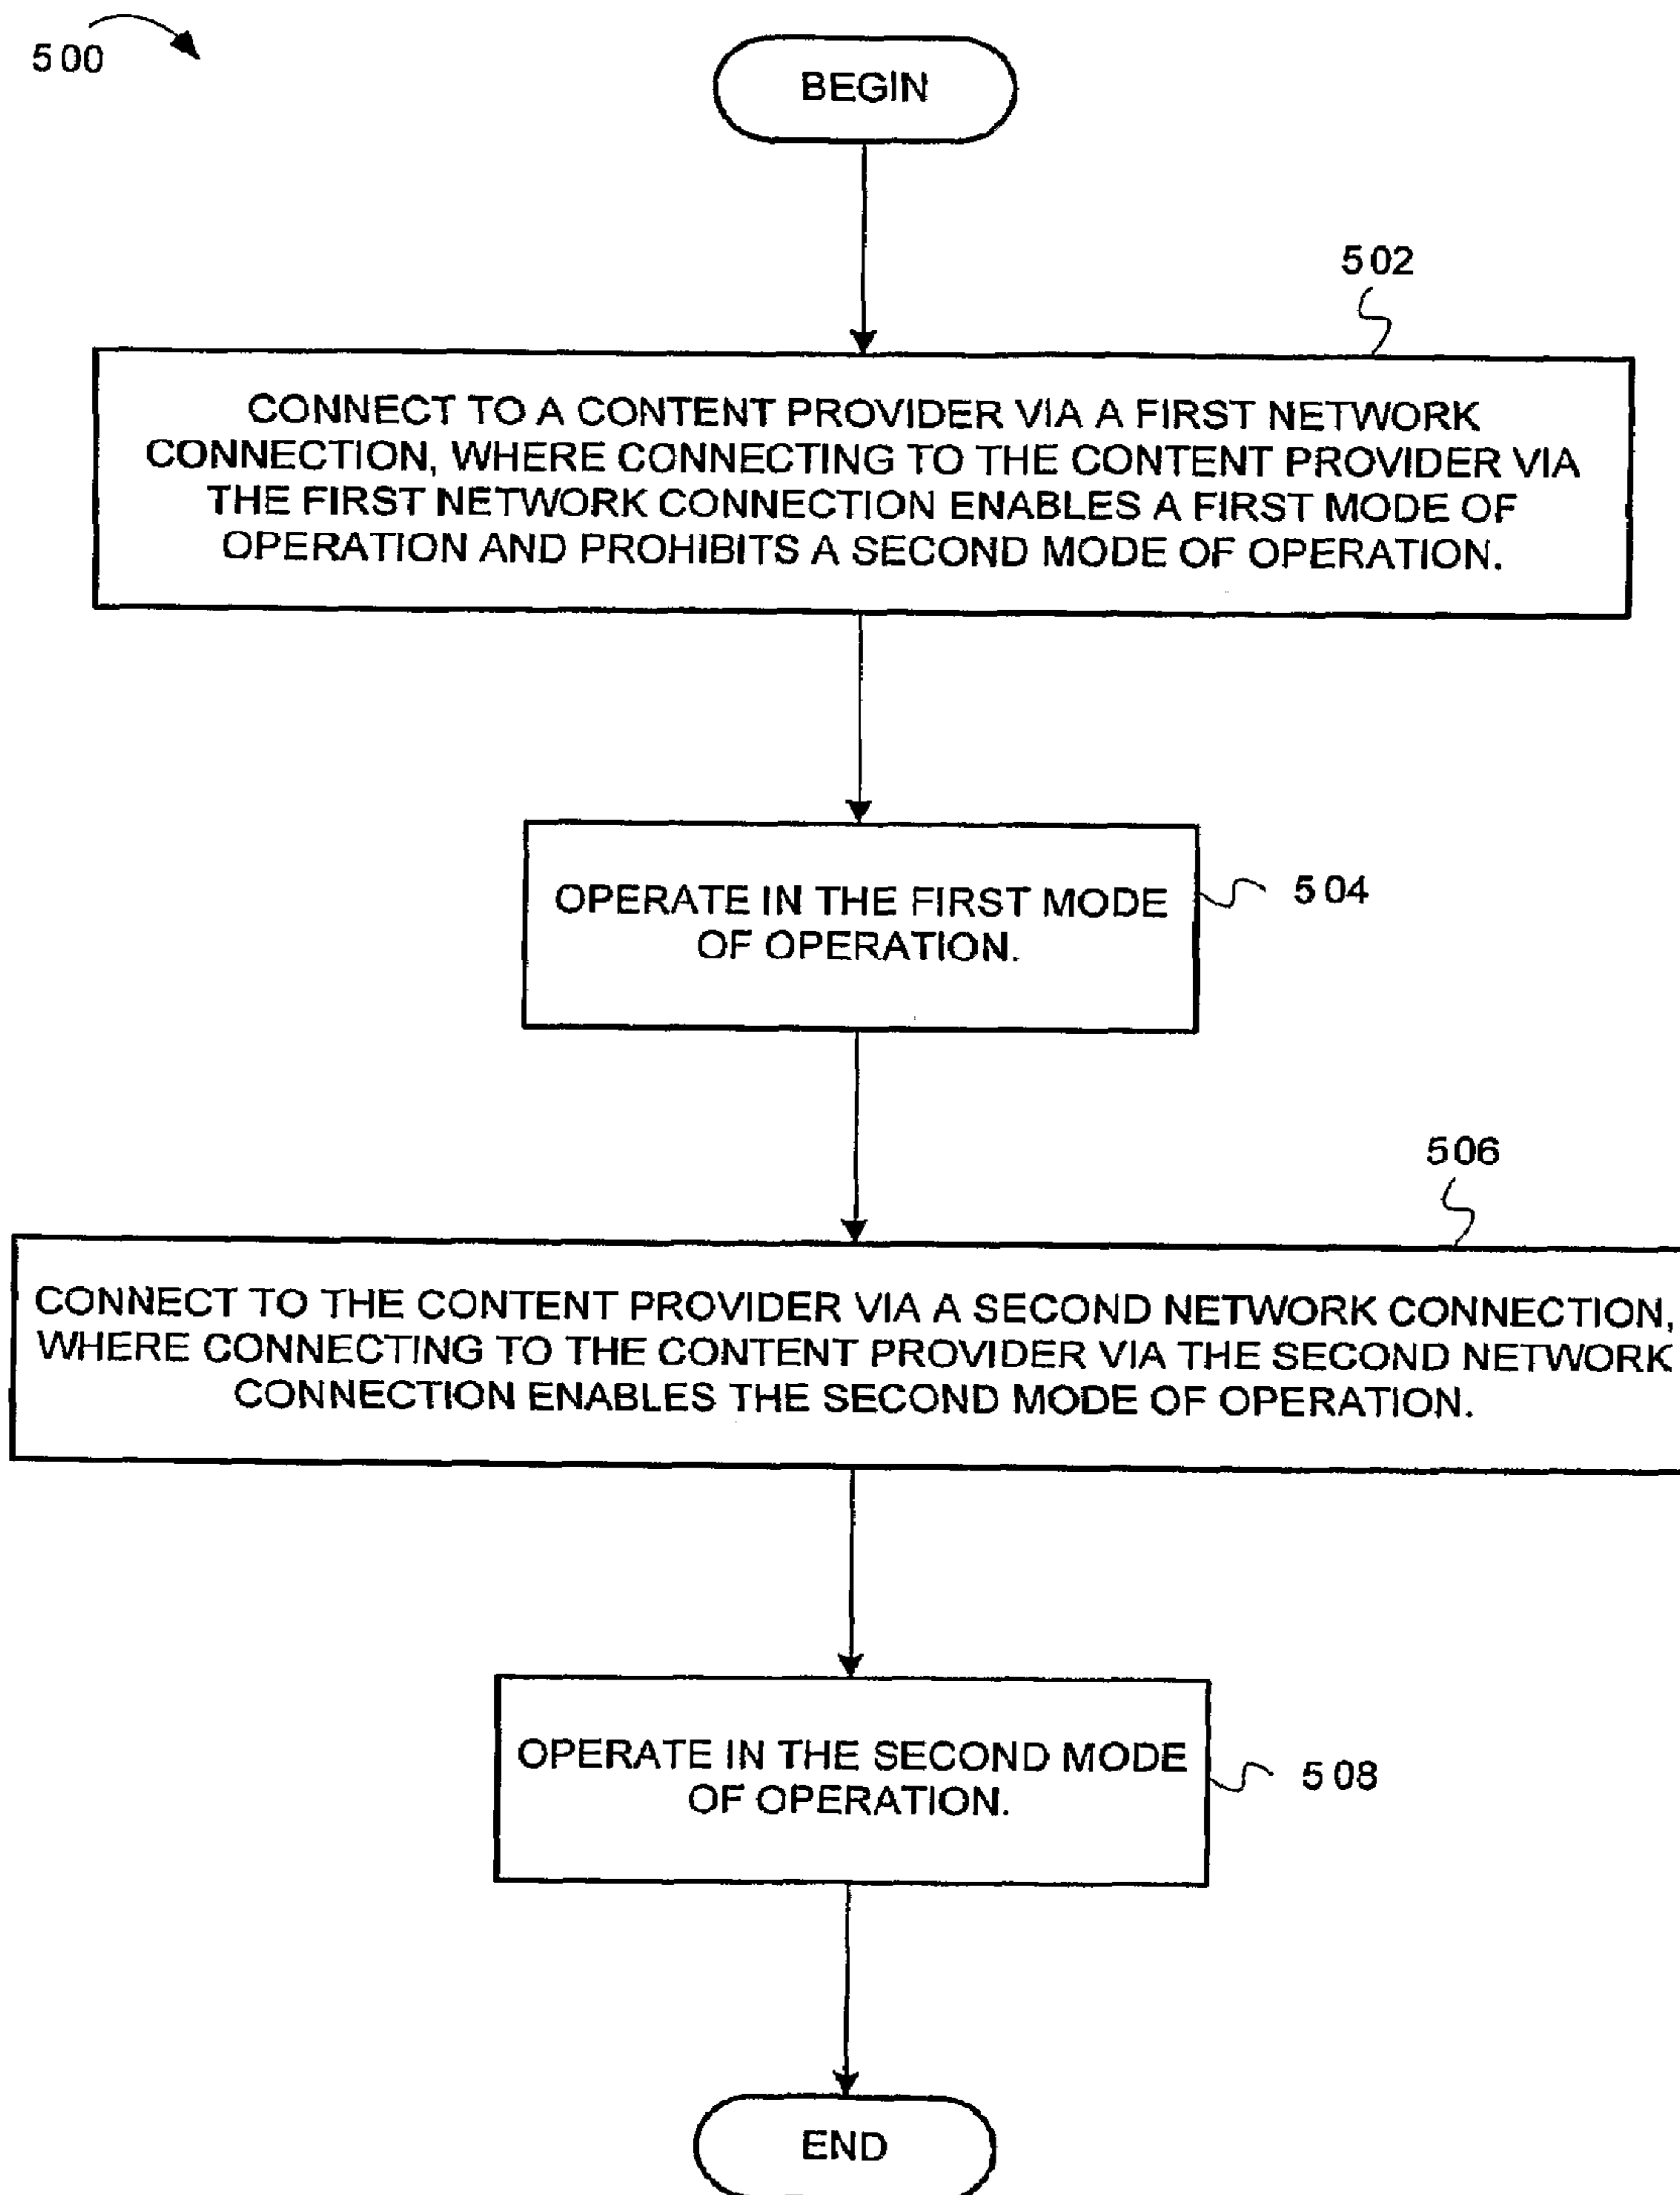 500
BEGIN
502
CONNECT TO A CONTENT PROVIDER VIA A FIRST NETWORK
CONNECTION, WHERE CONNECTING TO THE CONTENT PROVIDER VIA
THE FIRST NETWORK CONNECTION ENABLES A FIRST MODE OF
OPERATION AND PROHIBITS A SECOND MODE OF OPERATION.
OPERATE IN THE FIRST MODE
OF OPERATION.
504
506
CONNECT TO THE CONTENT PROVIDER VIA A SECOND NETWORK CONNECTION,
WHERE CONNECTING TO THE CONTENT PROVIDER VIA THE SECOND NETWORK
CONNECTION ENABLES THE SECOND MODE OF OPERATION.
OPERATE IN THE SECOND MODE
OF OPERATION.
508
END